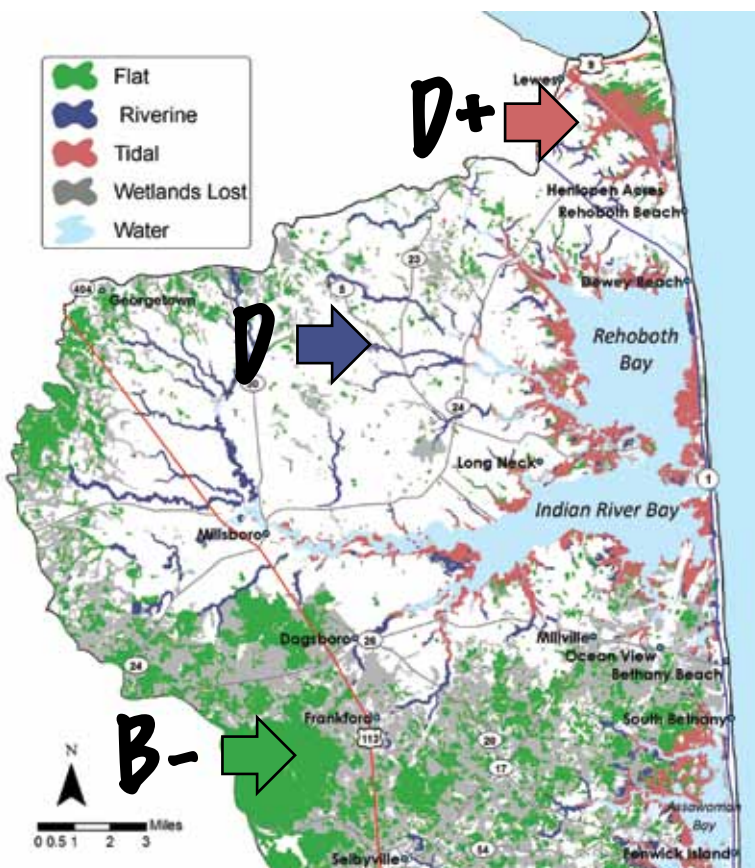 Flat
Riverine
Tidal
Wetlands Lost
Water
9
Lewes
D+
Henlopen Acres
Rehoboth Beach
23
404
Georgetown
5
Dewey Beach
D
Rehoboth
Bay
30
24
Long Neck
1
Indian River Bay
Millsboro
Dagsboro
26
Millville
Ocean View
Bethany Beach
24
Frankford
South Bethany
B-
113
20
17
N
Assawoman
Bay
Miles
0 0.5 1 2 3
54
Selbyville
Fenwick Island